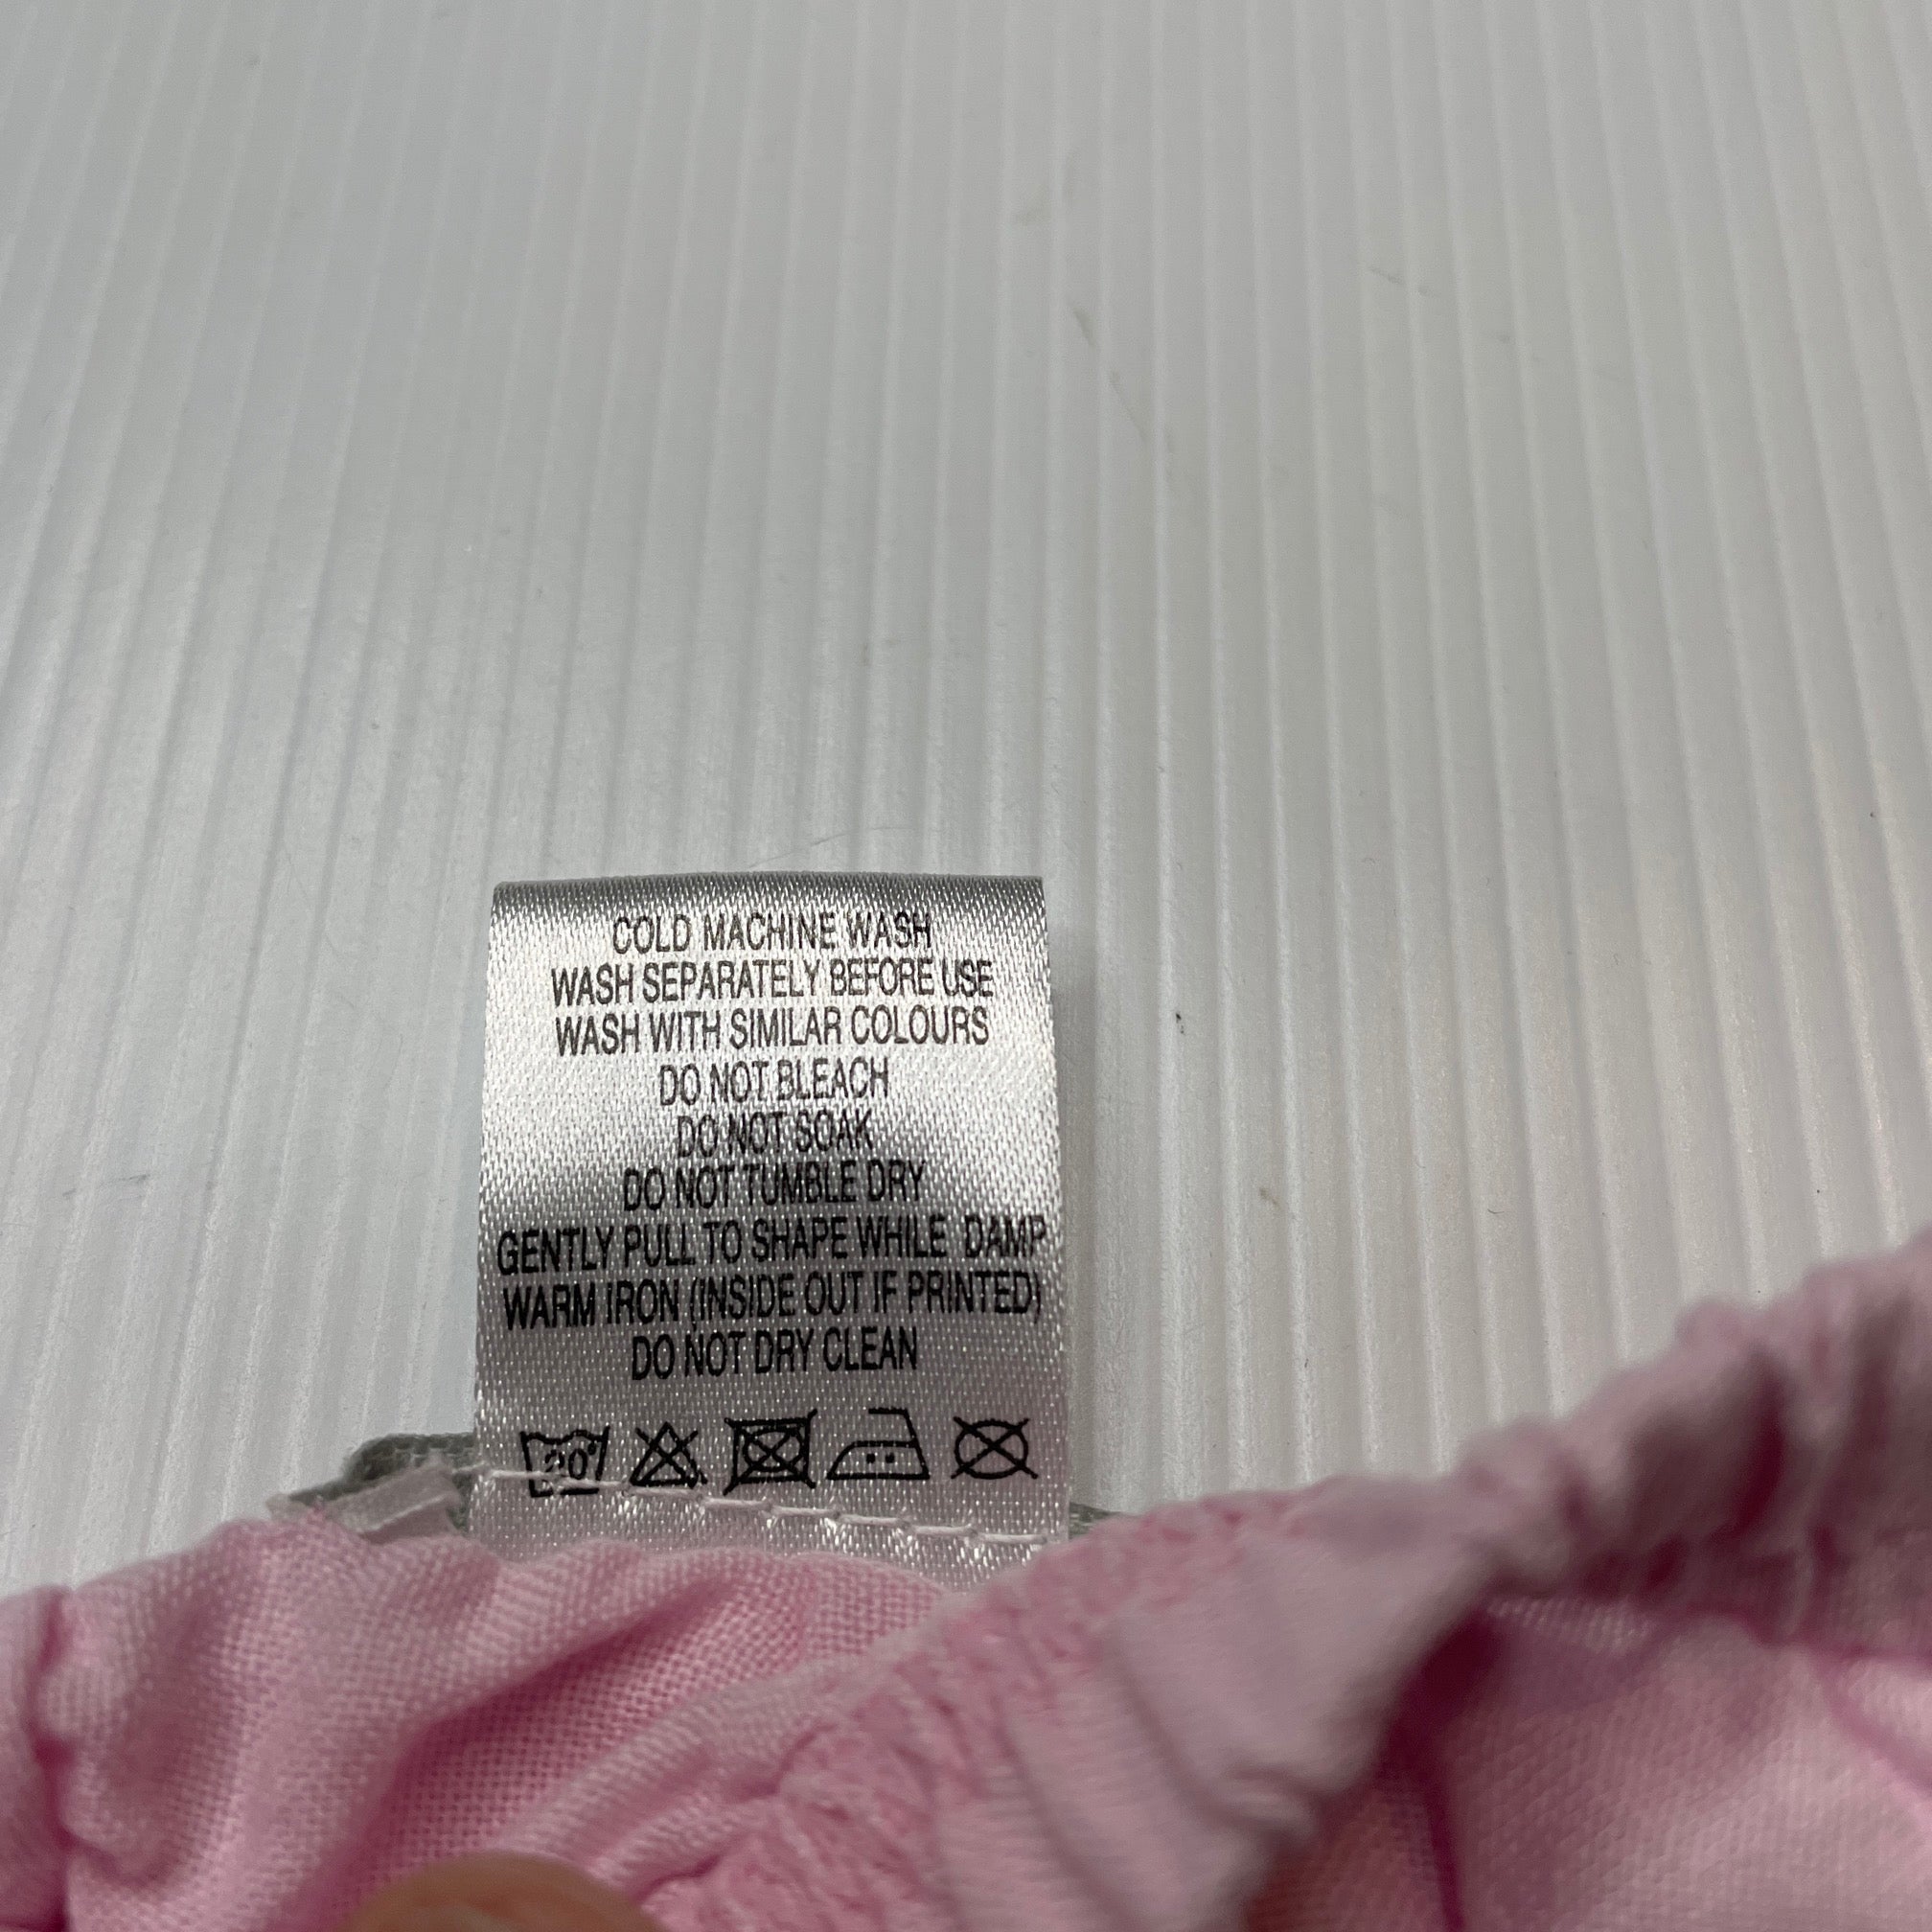 COLD MACHINE WASH
WASH SEPARATELY BEFORE USE
WASH WITH SIMILAR COLOURS
DO NOT BLEACH
DO NOT SOAK
DO NOT TUMBLE DRY
GENTLY PULL TO SHAPE WHILE DAMP
WARM IRON (INSIDE OUT IF PRINTED)
DO NOT DRY CLEAN